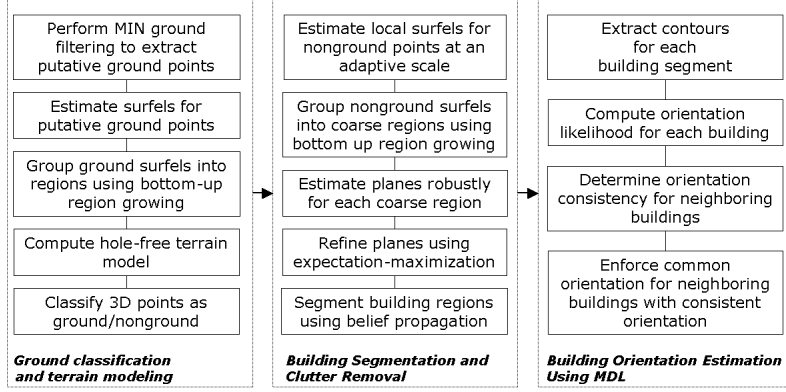 Perform MIN ground
filtering to extract
putative ground points
Estimate surfels for
putative ground points
Group ground surfels into
regions using bottom-up
region growing
Compute hole-free terrain
model
Classify 3D points as
ground/nonground
Ground classification
and terrain modeling
Estimate local surfels for
nonground points at an
adaptive scale
Group nonground surfels
into coarse regions using
bottom up region growing
Estimate planes robustly
for each coarse region
Refine planes using
expectation-maximization
Segment building regions
using belief propagation
Building Segmentation and
Clutter Removal
Extract contours
for each
building segment
Compute orientation
likelihood for each building
Determine orientation
consistency for neighboring
buildings
Enforce common
orientation for neighboring
buildings with consistent
orientation
Building Orientation Estimation
Using MDL